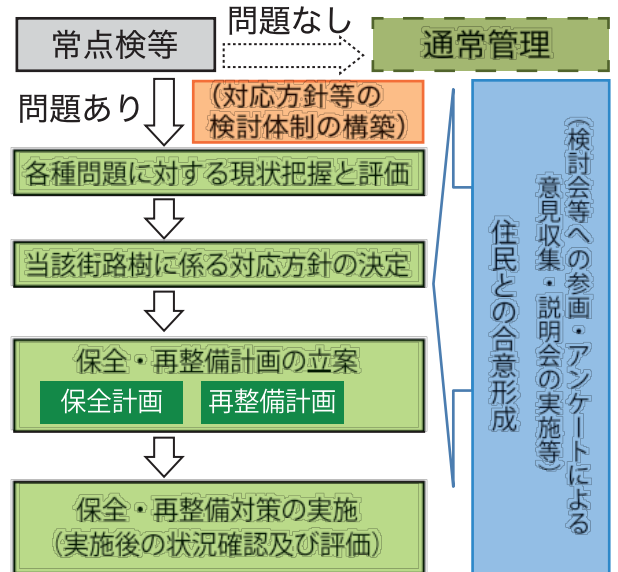 常点検等
問題なし
通常管理
問題あり
（対応方針等の
検討体制の構築）
各種問題に対する現状把握と評価
当該街路樹に係る対応方針の決定
保全・再整備計画の立案
保全計画
再整備計画
保全・再整備対策の実施
（実施後の状況確認及び評価）
（検討会等への参画・アンケートによる
意見収集・説明会の実施等）
住民との合意形成